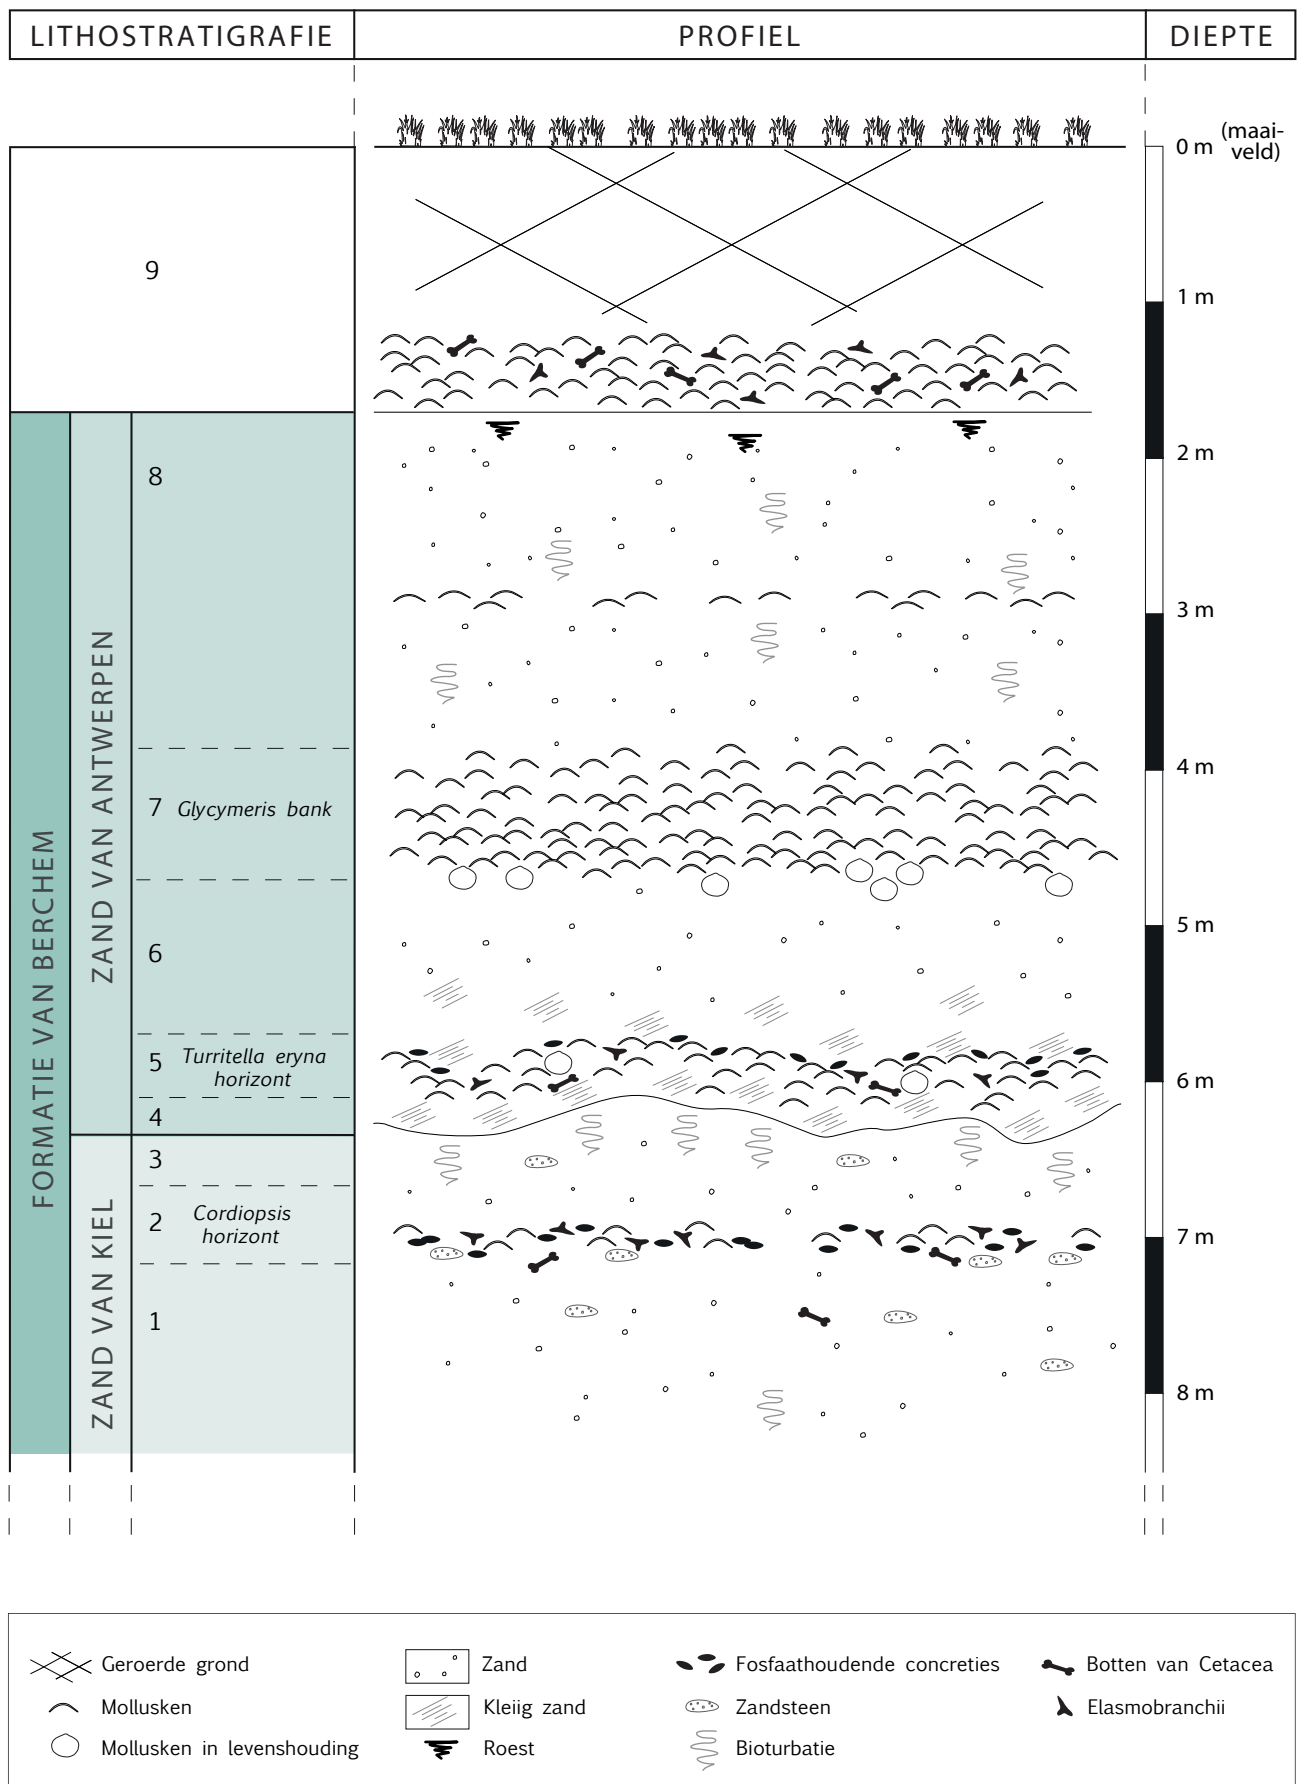 LITHOSTRATIGRAFIE
PROFIEL
DIEPTE
0 m
(maai-
veld)
9
1 m
8
2 m
3 m
ZAND VAN ANTWERPEN
4 m
7
Glycymeris bank
FORMATIE VAN BERCHEM
5 m
6
5
Turritella eryna
horizont
6 m
4
3
2
Cordiopsis
horizont
7 m
ZAND VAN KIEL
1
8 m
Geroerde grond
Zand
Fosfaathoudende concreties
Botten van Cetacea
Mollusken
Kleiig zand
Zandsteen
Elasmobranchii
Mollusken in levenshouding
Roest
Bioturbatie